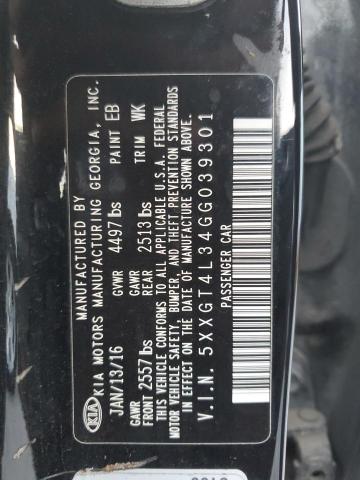 MANUFACTURED BY
KIA KIA MOTORS MANUFACTURING GEORGIA, INC.
JAN/13/16 GVWR 4497 lbs PAINT EB
GAWR FRONT 2557 lbs GAWR REAR 2513 lbs TRIM WK
THIS VEHICLE CONFORMS TO ALL APPLICABLE U.S.A. FEDERAL
MOTOR VEHICLE SAFETY, BUMPER, AND THEFT PREVENTION STANDARDS
IN EFFECT ON THE DATE OF MANUFACTURE SHOWN ABOVE.
V.I.N. 5XXGT4L34GG039301
PASSENGER CAR